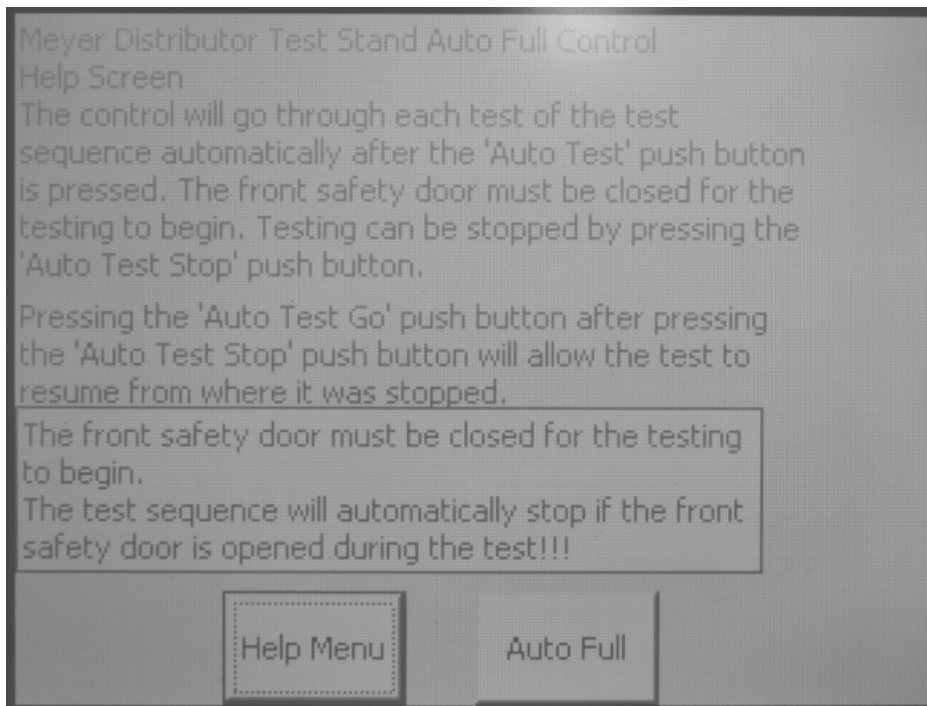 Meyer Distributor Test Stand Auto Full Control
Help Screen
The control will go through each test of the test
sequence automatically after the 'Auto Test' push button
is pressed. The front safety door must be closed for the
testing to begin. Testing can be stopped by pressing the
'Auto Test Stop' push button.
Pressing the 'Auto Test Go' push button after pressing
the 'Auto Test Stop' push button will allow the test to
resume from where it was stopped.
The front safety door must be closed for the testing
to begin.
The test sequence will automatically stop if the front
safety door is opened during the test!!!
Help Menu
Auto Full